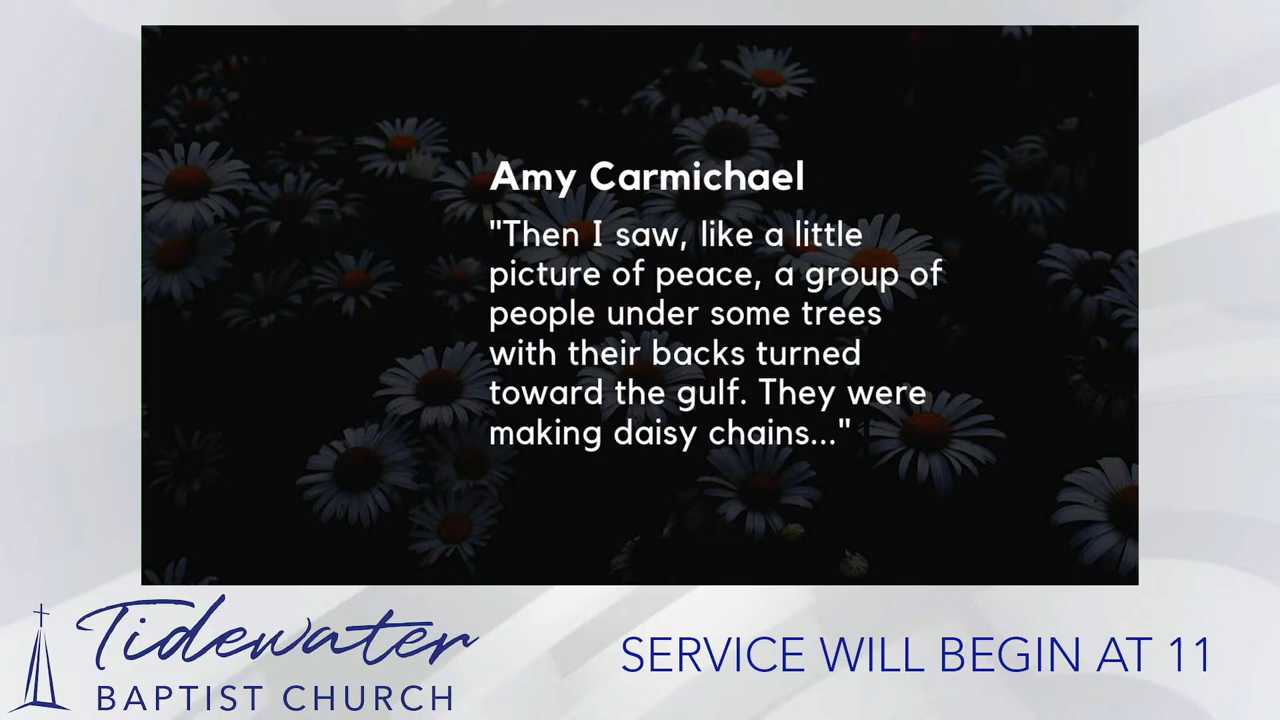 Amy Carmichael
"Then I saw, like a little
picture of peace, a group of
people under some trees
with their backs turned
toward the gulf. They were
making daisy chains..."
Tidewater
BAPTIST CHURCH
SERVICE WILL BEGIN AT 11